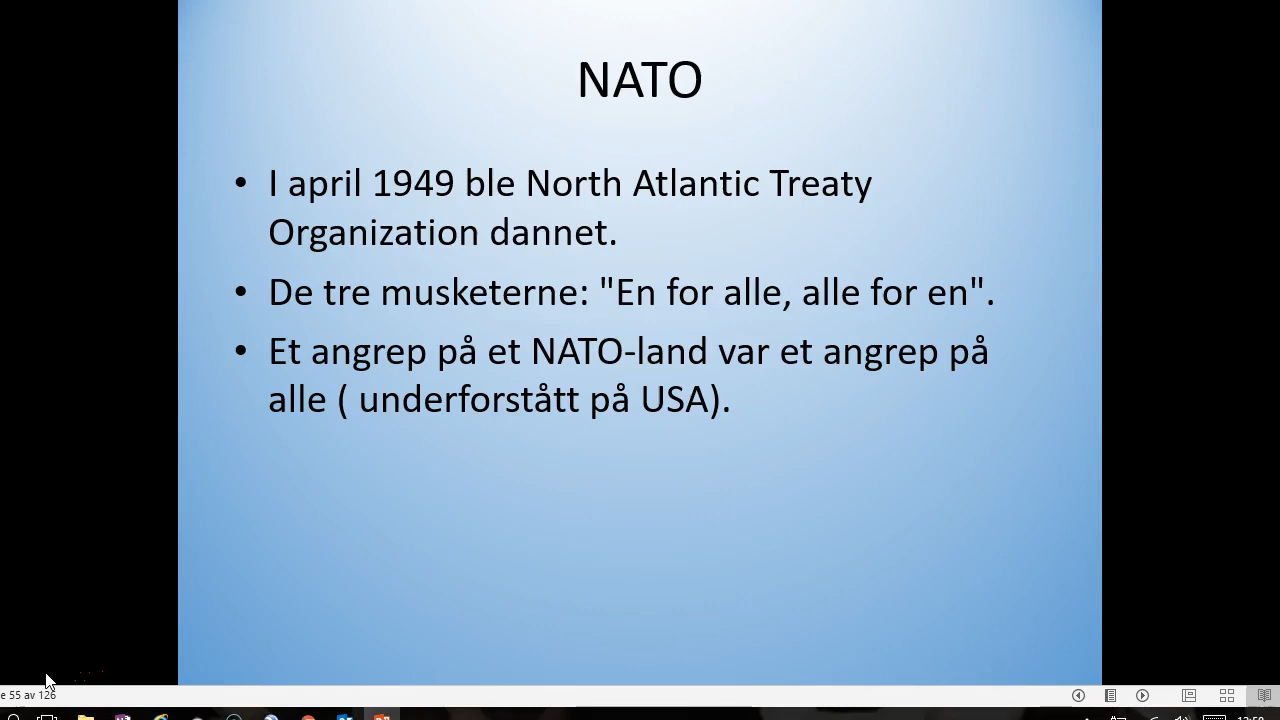 NATO
• I april 1949 ble North Atlantic Treaty
Organization dannet.
• De tre musketerne: "En for alle, alle for en".
• Et angrep på et NATO-land var et angrep på
alle ( underforstått på USA).
e 55 av 126